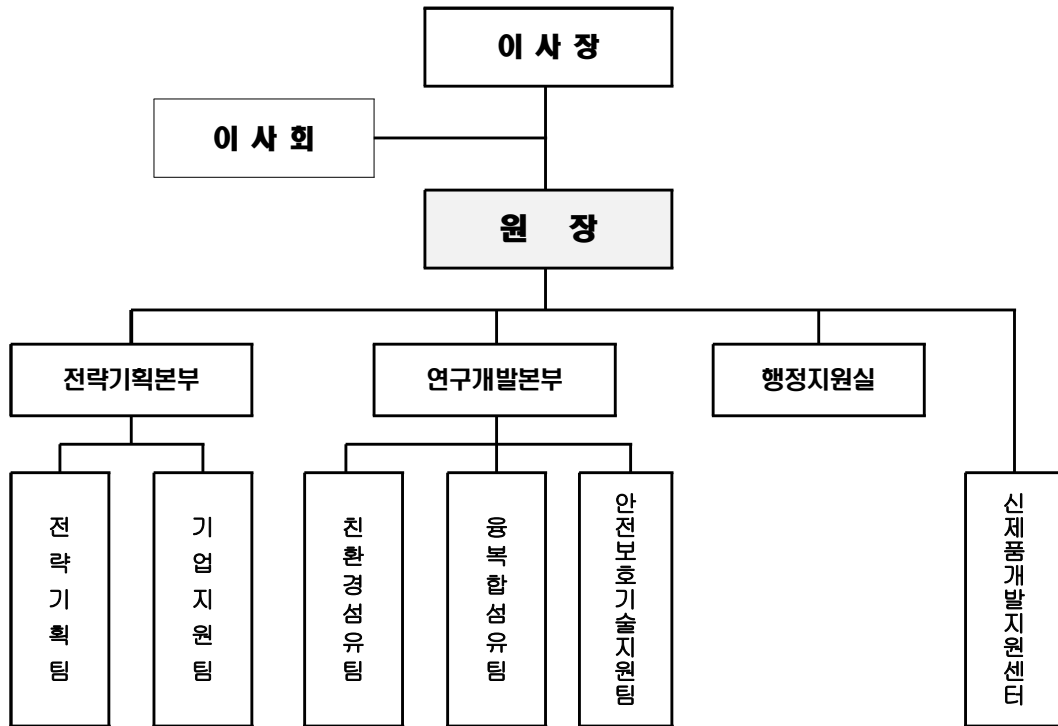 이 사 장
이 사 회
원 장
전략기획본부
연구개발본부
행정지원실
전략기획팀
기업지원팀
친환경섬유팀
융복합섬유팀
안전보호기술지원팀
신제품개발지원센터